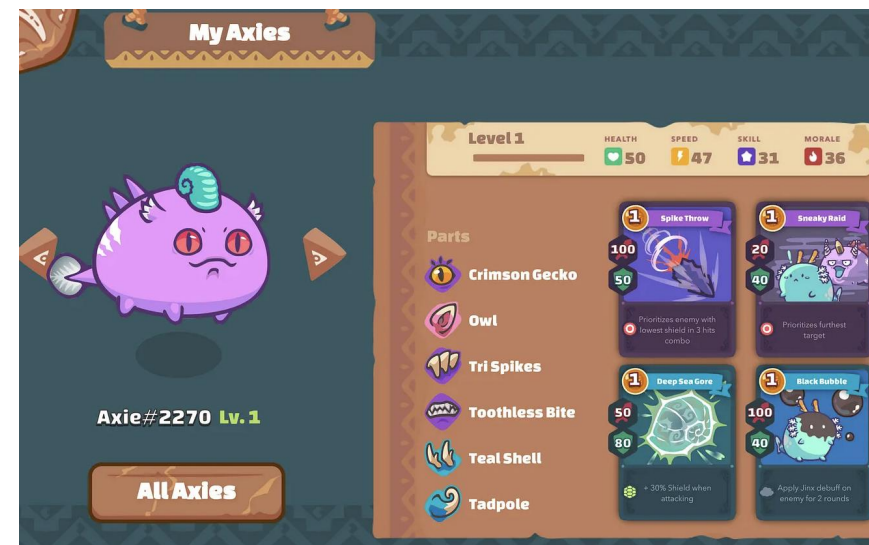 My Axies
Level 1
HEALTH
50
SPEED
47
SKILL
31
MORALE
36
Parts
Crimson Gecko
Owl
Tri Spikes
Toothless Bite
Teal Shell
Tadpole
1
Spike Throw
100
50
Prioritizes enemy with
lowest shield in 3 hits
combo
1
Sneaky Raid
20
40
Prioritizes furthest
target
1
Deep Sea Gore
50
80
+ 30% Shield when
attacking
1
Black Bubble
100
40
Apply Jinx debuff on
enemy for 2 rounds
Axie#2270 Lv. 1
All Axies